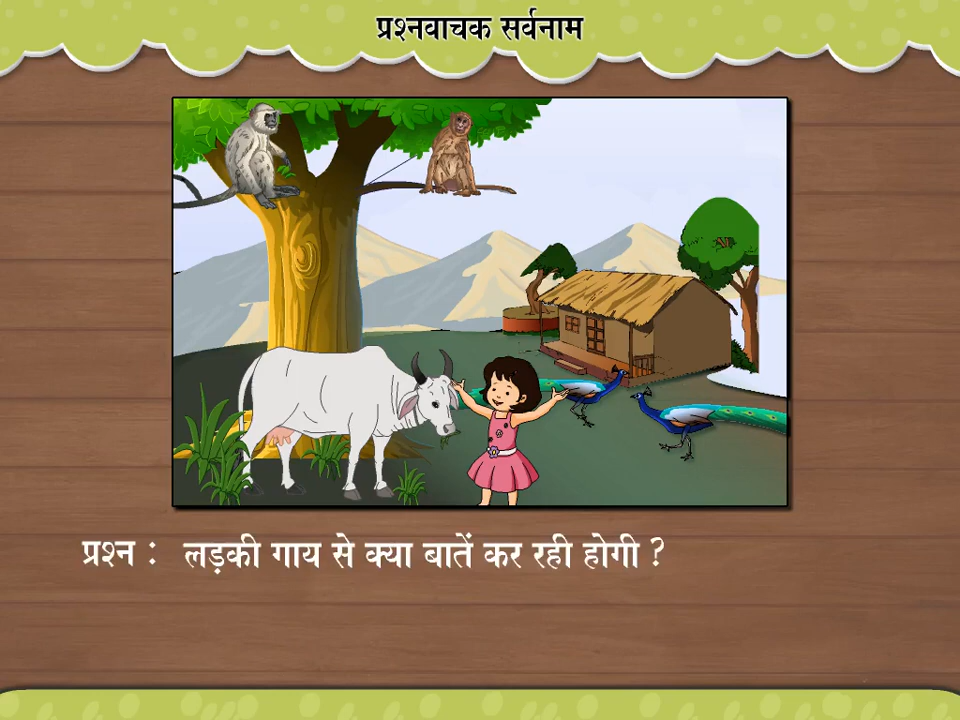 प्रश्नवाचक सर्वनाम
प्रश्न : लड़की गाय से क्या बातें कर रही होगी ?